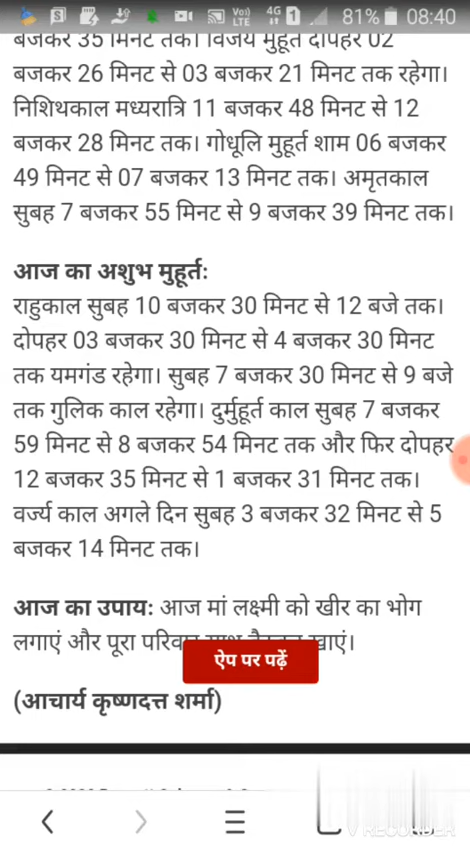 Vo))
LTE
4G
1
81%
08:40
बजकर 35 मिनट तक। विजय मुहूर्त दोपहर 02
बजकर 26 मिनट से 03 बजकर 21 मिनट तक रहेगा।
निशिथकाल मध्यरात्रि 11 बजकर 48 मिनट से 12
बजकर 28 मिनट तक। गोधूलि मुहूर्त शाम 06 बजकर
49 मिनट से 07 बजकर 13 मिनट तक। अमृतकाल
सुबह 7 बजकर 55 मिनट से 9 बजकर 39 मिनट तक।
आज का अशुभ मुहूर्तः
राहुकाल सुबह 10 बजकर 30 मिनट से 12 बजे तक।
दोपहर 03 बजकर 30 मिनट से 4 बजकर 30 मिनट
तक यमगंड रहेगा। सुबह 7 बजकर 30 मिनट से 9 बजे
तक गुलिक काल रहेगा। दुर्मुहूर्त काल सुबह 7 बजकर
59 मिनट से 8 बजकर 54 मिनट तक और फिर दोपहर
12 बजकर 35 मिनट से 1 बजकर 31 मिनट तक।
वर्ज्य काल अगले दिन सुबह 3 बजकर 32 मिनट से 5
बजकर 14 मिनट तक।
आज का उपायः आज मां लक्ष्मी को खीर का भोग
लगाएं और पूरा
ऐप पर पढ़ें
(आचार्य कृष्णदत्त शर्मा)
V RECORDER